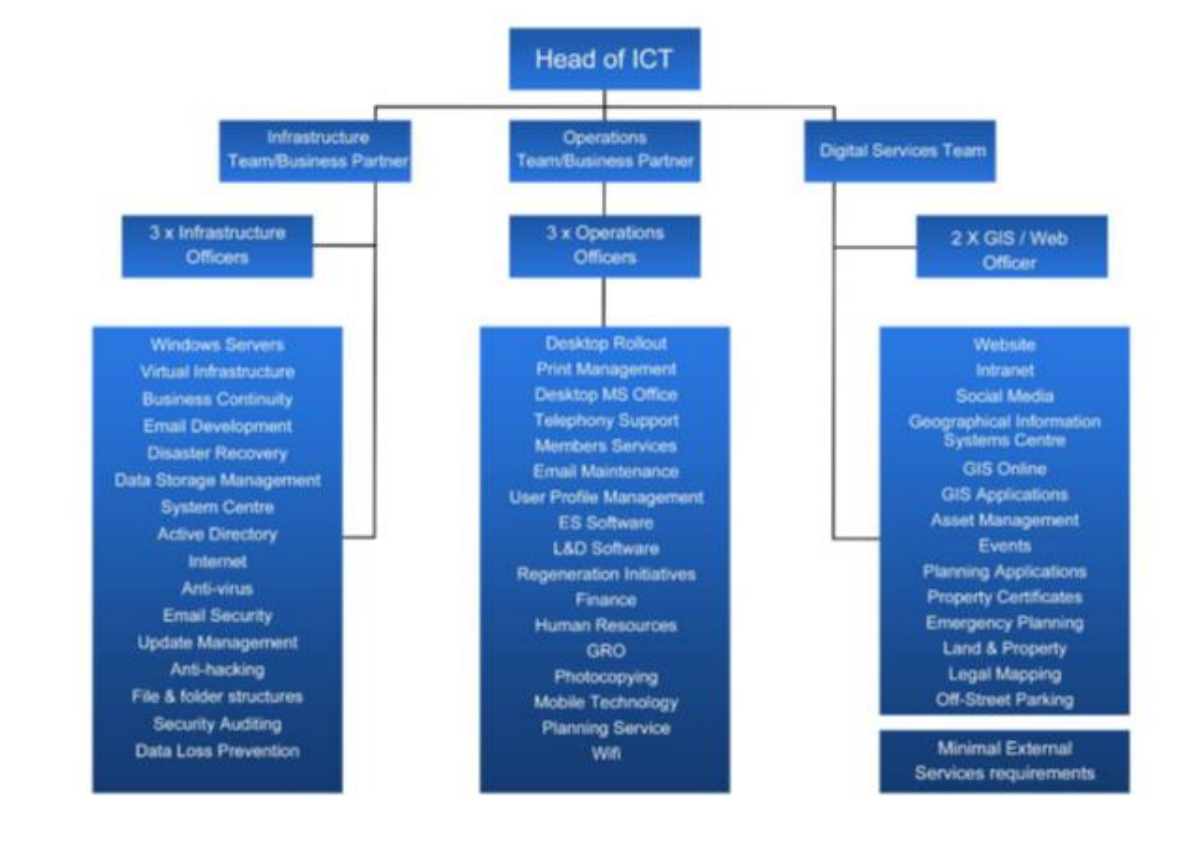 Head of ICT
Infrastructure
Team/Business Partner
Operations
Team/Business Partner
Digital Services Team
3 x Infrastructure
Officers
3 x Operations
Officers
2 X GIS / Web
Officer
Windows Servers
Virtual Infrastructure
Business Continuity
Email Development
Disaster Recovery
Data Storage Management
System Centre
Active Directory
Internet
Anti-virus
Email Security
Update Management
Anti-hacking
File & folder structures
Security Auditing
Data Loss Prevention
Desktop Rollout
Print Management
Desktop MS Office
Telephony Support
Members Services
Email Maintenance
User Profile Management
ES Software
L&D Software
Regeneration Initiatives
Finance
Human Resources
GRO
Photocopying
Mobile Technology
Planning Service
Wifi
Website
Intranet
Social Media
Geographical Information
Systems Centre
GIS Online
GIS Applications
Asset Management
Events
Planning Applications
Property Certificates
Emergency Planning
Land & Property
Legal Mapping
Off-Street Parking
Minimal External
Services requirements